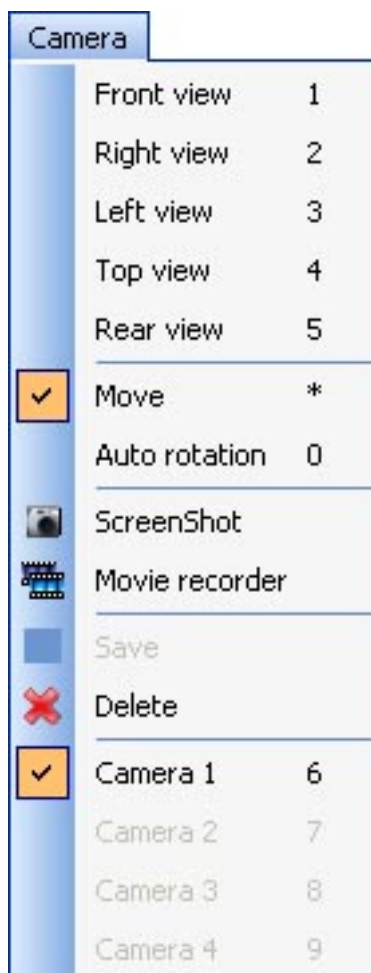 Camera
Front view 1
Right view 2
Left view 3
Top view 4
Rear view 5
Move *
Auto rotation 0
ScreenShot
Movie recorder
Save
Delete
Camera 1 6
Camera 2 7
Camera 3 8
Camera 4 9